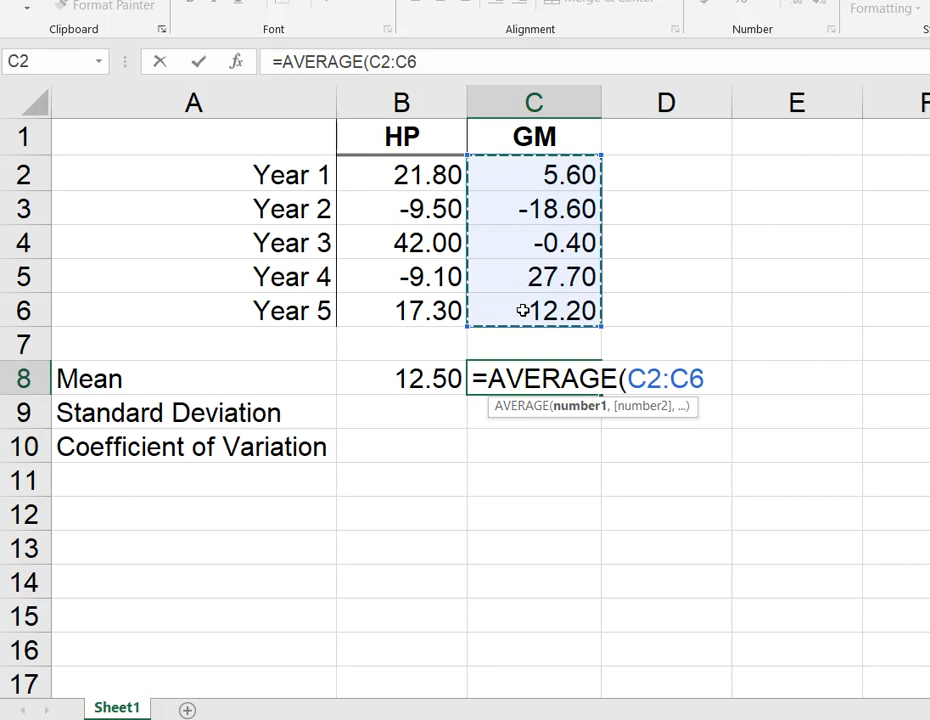 Format Painter
Merge & Center
Formatting
Clipboard Font Alignment Number
C2 fx =AVERAGE(C2:C6
A B C D E F
1 HP GM
2 Year 1 21.80 5.60
3 Year 2 -9.50 -18.60
4 Year 3 42.00 -0.40
5 Year 4 -9.10 27.70
6 Year 5 17.30 12.20
7
8 Mean 12.50 =AVERAGE(C2:C6
AVERAGE(number1, [number2], ...)
9 Standard Deviation
10 Coefficient of Variation
11
12
13
14
15
16
17
Sheet1